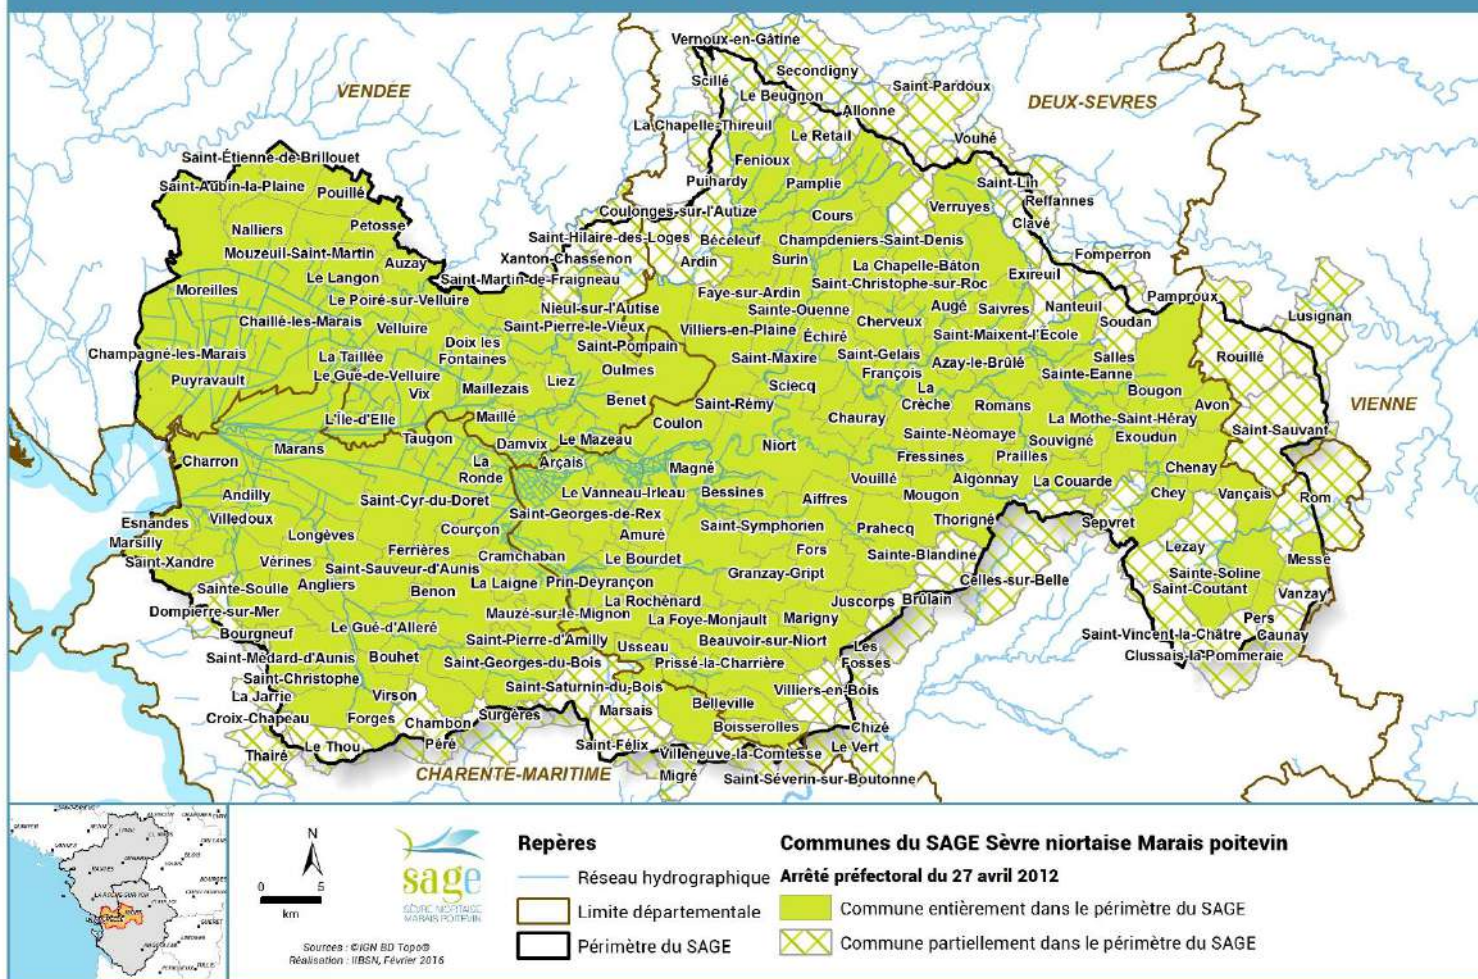 Vernoux-en-Gâtine
Secondigny
Scillé
Saint-Pardoux
VENDÉE
Le Beugnon
DEUX-SEVRES
Allonne
La Chapelle-Thireuil
Le Retail
Vouhé
Saint-Étienne-de-Brillouet
Fenioux
Saint-Aubin-la-Plaine
Pouillé
Puihardy
Pamplie
Saint-Lin
Reffannes
Coulonges-sur-l'Autize
Cours
Verruyes
Clavé
Nalliers
Petosse
Saint-Hilaire-des-Loges
Béceleuf
Champdeniers-Saint-Denis
Mouzeuil-Saint-Martin
Auzay
Xanton-Chassenon
Ardin
Surin
La Chapelle-Bâton
Exireuil
Fomperron
Le Langon
Saint-Martin-de-Fraigneau
Saint-Christophe-sur-Roc
Moreilles
Le Poiré-sur-Velluire
Nieul-sur-l'Autise
Faye-sur-Ardin
Augé
Saivres
Nanteuil
Pamproux
Sainte-Ouenne
Lusignan
Chaillé-les-Marais
Velluire
Saint-Pierre-le-Vieux
Villiers-en-Plaine
Échiré
Cherveux
Saint-Maixent-l'École
Soudan
Champagné-les-Marais
La Taillée
Doix les
Fontaines
Saint-Pompain
Saint-Maxire
Saint-Gelais
Azay-le-Brûlé
Salles
Rouillé
Puyravault
Le Gué-de-Velluire
Oulmes
François
Sainte-Eanne
Vix
Maillezais
Liez
Sciecq
La
Crèche
Bougon
Benet
Saint-Rémy
Romans
Avon
VIENNE
L'Île-d'Elle
Maillé
Coulon
Chauray
La Mothe-Saint-Héray
Saint-Sauvant
Taugon
Damvix
Le Mazeau
Niort
Sainte-Néomaye
Souvigné
Exoudun
Marans
Charron
La
Ronde
Arçais
Magné
Fressines
Prailles
Chenay
Vouillé
Aigonnay
La Couarde
Andilly
Saint-Cyr-du-Doret
Le Vanneau-Irleau
Bessines
Aiffres
Mougon
Chey
Vançais
Rom
Esnandes
Villedoux
Saint-Georges-de-Rex
Thorigné
Sepvret
Marsilly
Longèves
Courçon
Amuré
Saint-Symphorien
Prahecq
Saint-Xandre
Vérines
Ferrières
Cramchaban
Le Bourdet
Fors
Sainte-Blandine
Lezay
Messé
Saint-Sauveur-d'Aunis
Granzay-Gript
Celles-sur-Belle
Sainte-Soline
Sainte-Soulle
Angliers
Benon
La Laigne
Prin-Deyrançon
Saint-Coutant
Vanzay
Dompierre-sur-Mer
La Rochénard
Juscorps
Brûlain
Mauzé-sur-le-Mignon
La Foye-Monjault
Marigny
Pers
Bourgneuf
Le Gué-d'Alleré
Saint-Pierre-d'Amilly
Usseau
Beauvoir-sur-Niort
Les
Fosses
Saint-Vincent-la-Châtre
Caunay
Saint-Médard-d'Aunis
Bouhet
Saint-Georges-du-Bois
Prissé-la-Charrière
Clussais-la-Pommeraie
Saint-Christophe
La Jarrie
Virson
Saint-Saturnin-du-Bois
Villiers-en-Bois
Croix-Chapeau
Forges
Chambon
Surgères
Marsais
Belleville
Boisserolles
Chizé
Thairé
Le Thou
Péré
Saint-Félix
Villeneuve-la-Comtesse
Le Vert
CHARENTE-MARITIME
Migré
Saint-Séverin-sur-Boutonne
N
0 5
km
sage
SÈVRE NIORTAISE
MARAIS POITEVIN
Sources : ©IGN BD Topo®
Réalisation : IIBSN, Février 2016
Repères
Réseau hydrographique
Limite départementale
Périmètre du SAGE
Communes du SAGE Sèvre niortaise Marais poitevin
Arrêté préfectoral du 27 avril 2012
Commune entièrement dans le périmètre du SAGE
Commune partiellement dans le périmètre du SAGE